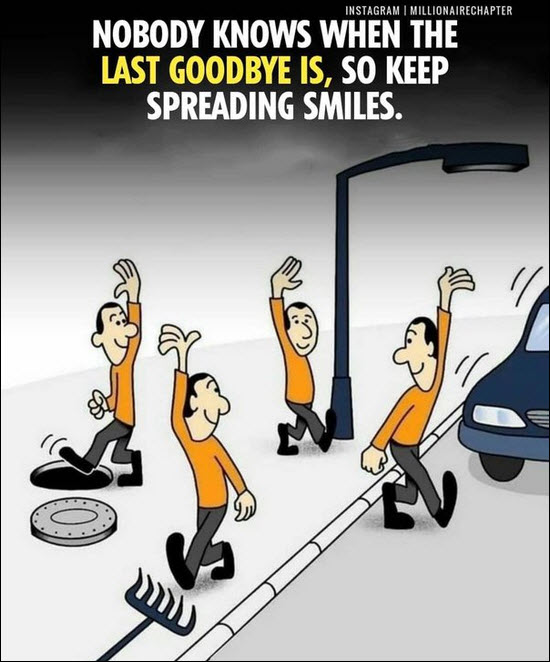 INSTAGRAM | MILLIONAIRECHAPTER
NOBODY KNOWS WHEN THE
LAST GOODBYE IS, SO KEEP
SPREADING SMILES.